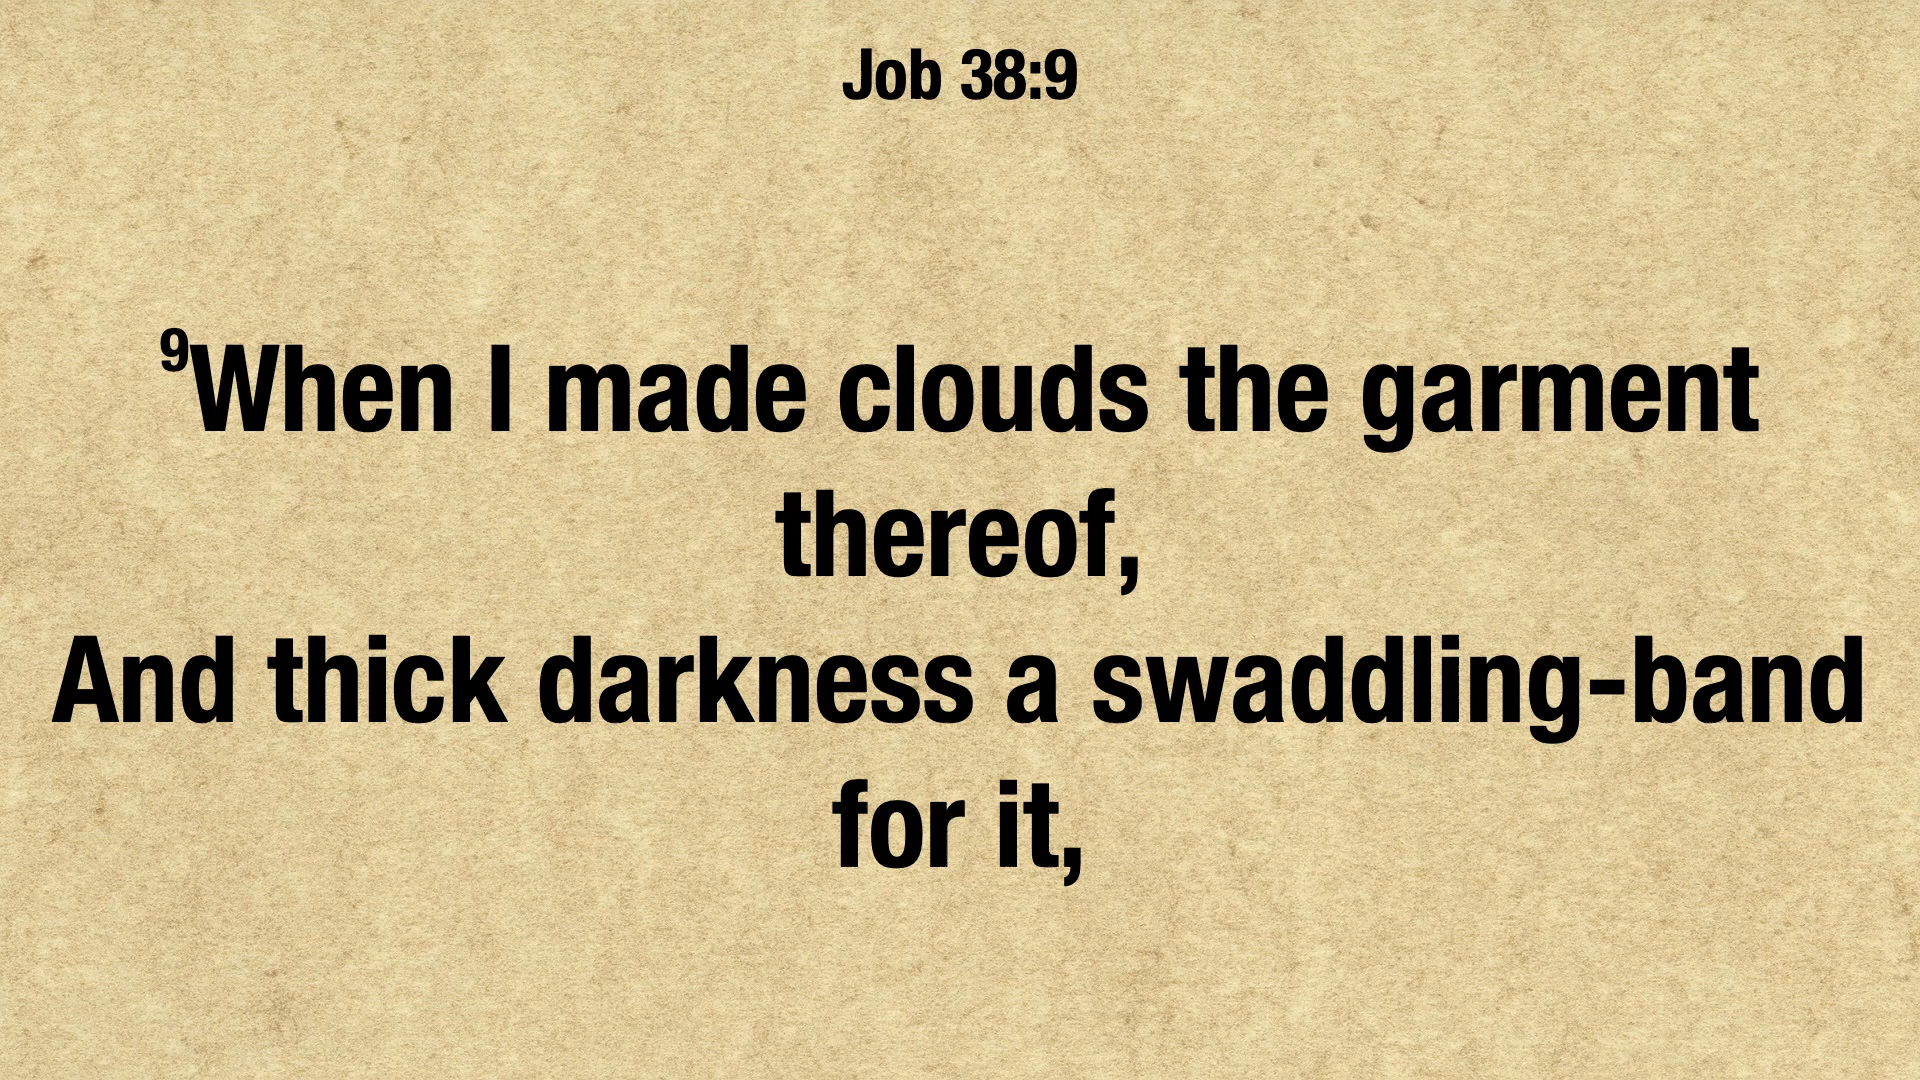 Job 38:9
⁹When I made clouds the garment
thereof,
And thick darkness a swaddling-band
for it,